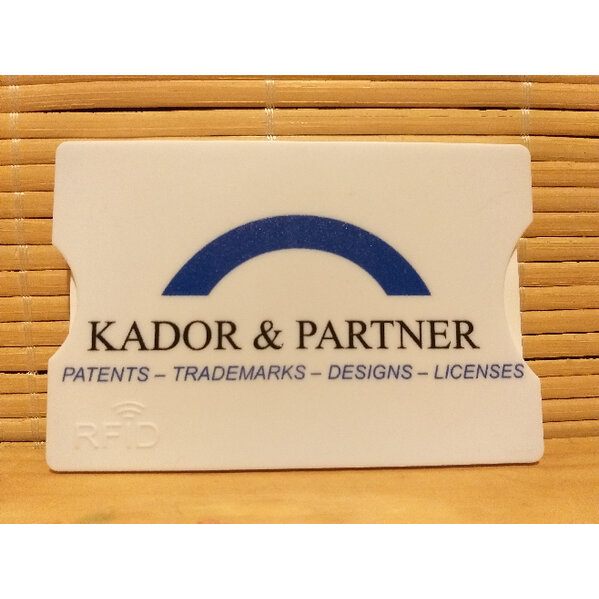 KADOR & PARTNER
PATENTS – TRADEMARKS – DESIGNS – LICENSES
RFID